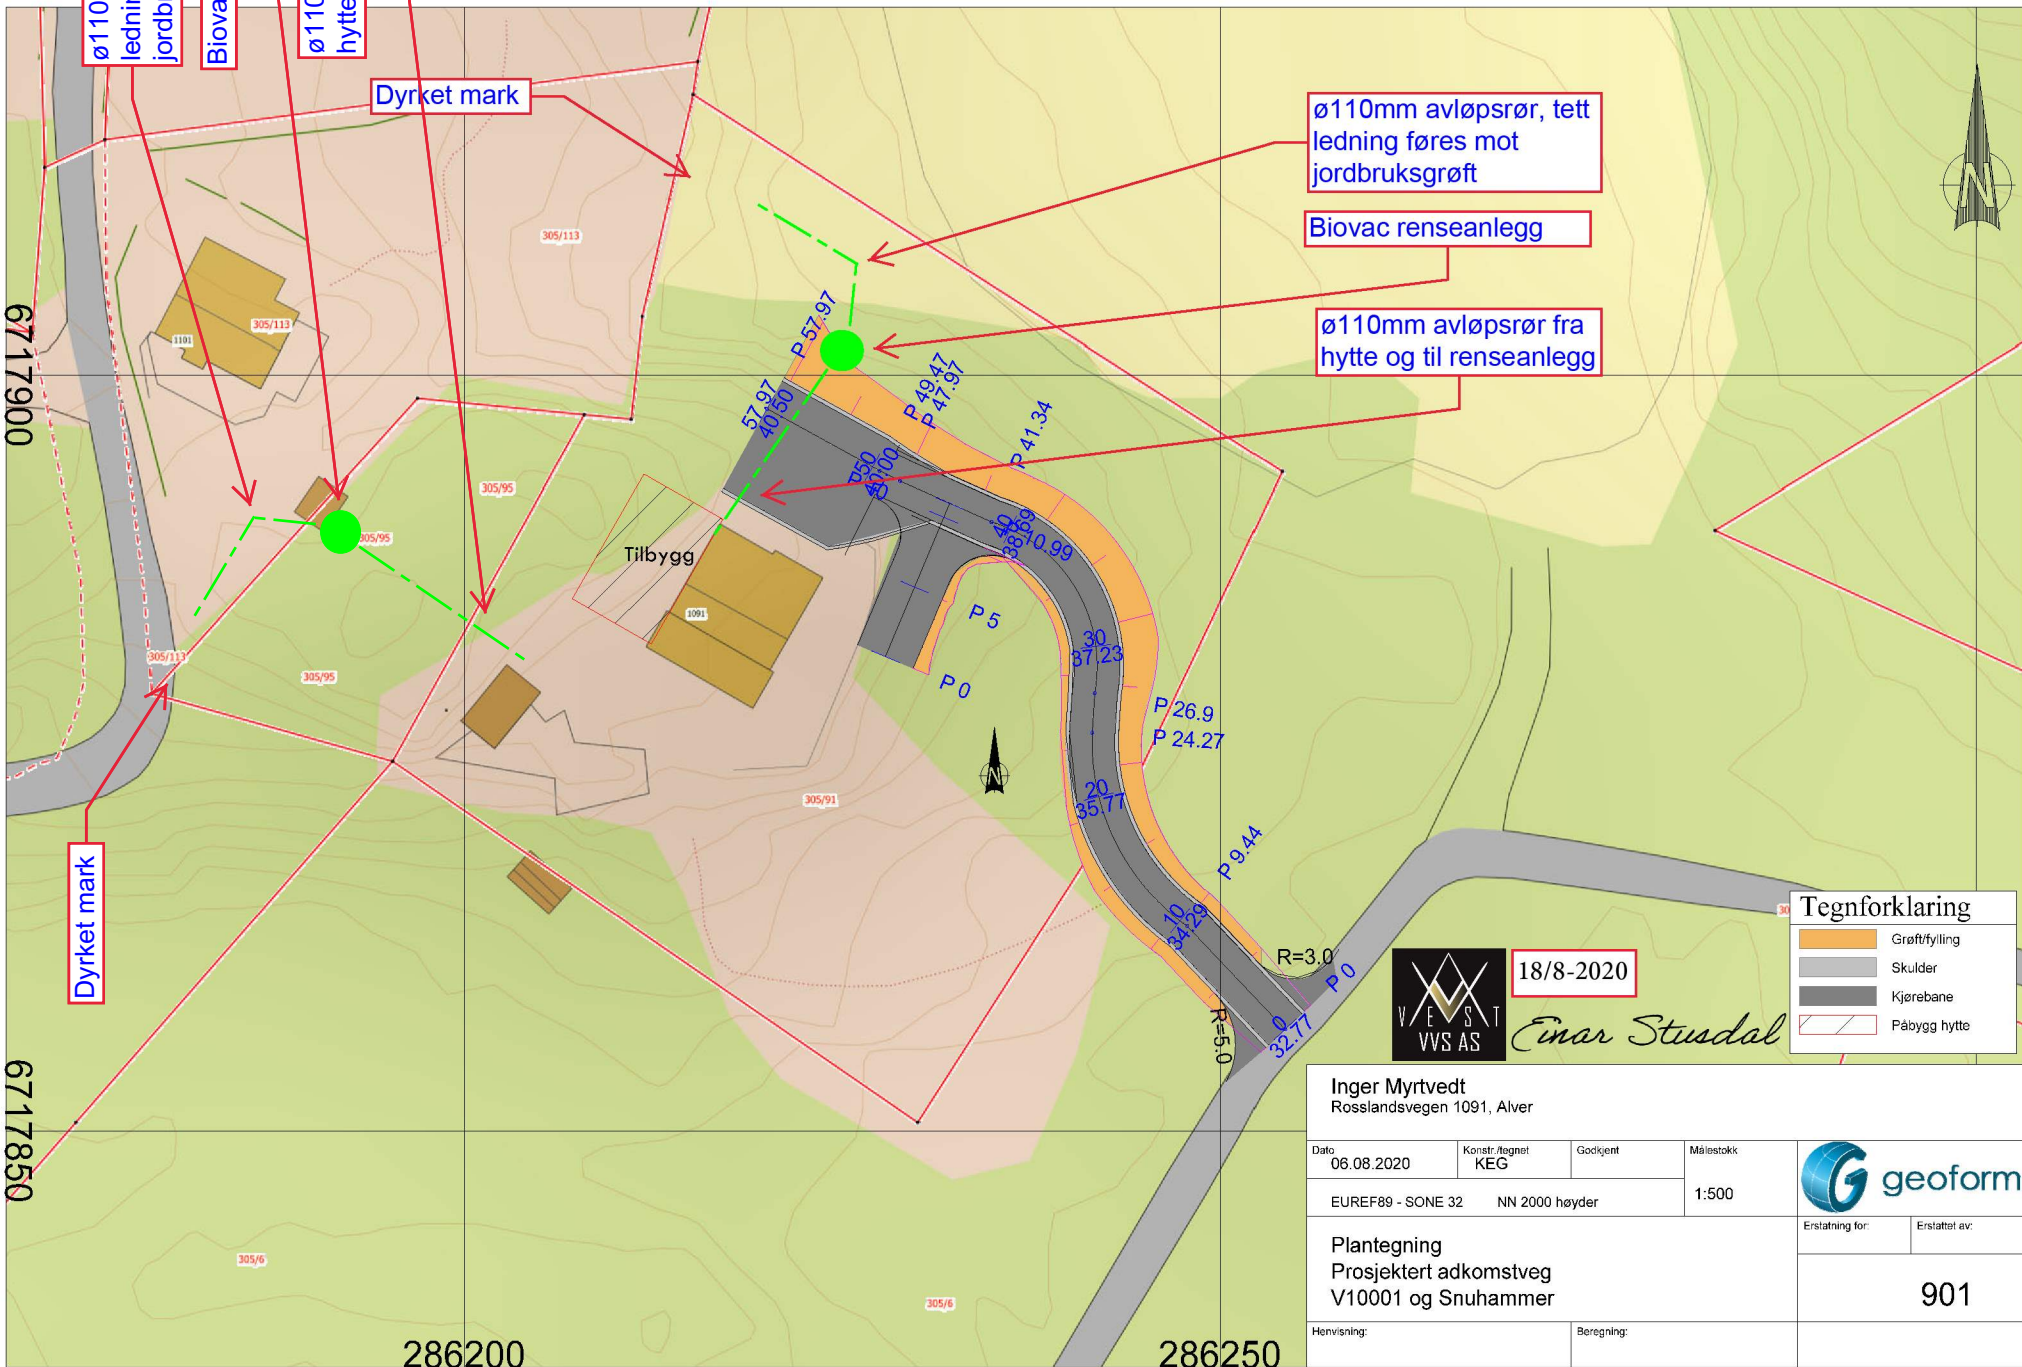 ø110
ledni
jordbr
Biova
ø110
hytte
Dyrket mark
ø110mm avløpsrør, tett
ledning føres mot
jordbruksgrøft
Biovac renseanlegg
ø110mm avløpsrør fra
hytte og til renseanlegg
N
305/113
305/113
1101
6717900
P 57.97
57.97
40.50
P 49.47
P 47.97
P 41.34
50
40.00
40
38.69
10.99
305/95
305/95
Tilbygg
1091
P 5
P 0
30
37.23
305/113
305/95
P 26.9
P 24.27
N
20
35.77
305/91
P 9.44
Dyrket mark
10
34.29
R=3.0
P 0
0
32.77
R=5.0
Tegnforklaring
Grøft/fylling
Skulder
Kjørebane
Påbygg hytte
VEST
VVS AS
18/8-2020
Einar Stusdal
6717850
Inger Myrtvedt
Rosslandsvegen 1091, Alver
Dato
06.08.2020
Konstr./tegnet
KEG
Godkjent
Målestokk
1:500
EUREF89 - SONE 32 NN 2000 høyder
geoform
Erstatning for:
Erstattet av:
Plantegning
Prosjektert adkomstveg
V10001 og Snuhammer
901
Henvisning:
Beregning:
305/6
305/6
286200
286250